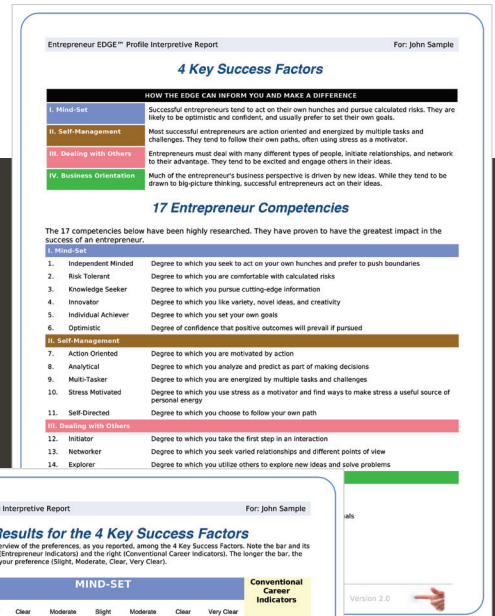 Entrepreneur EDGE™ Profile Interpretive Report For: John Sample
4 Key Success Factors
HOW THE EDGE CAN INFORM YOU AND MAKE A DIFFERENCE
I. Mind-Set Successful entrepreneurs tend to act on their own hunches and pursue calculated risks. They are
likely to be optimistic and confident, and usually prefer to set their own goals.
II. Self-Management Most successful entrepreneurs are action oriented and energized by multiple tasks and
challenges. They tend to follow their own paths, often using stress as a motivator.
III. Dealing with Others Entrepreneurs must deal with many different types of people, initiate relationships, and network
to their advantage. They tend to be excited and engage others in their ideas.
IV. Business Orientation Much of the entrepreneur's business perspective is driven by new ideas. While they tend to be
drawn to big-picture thinking, successful entrepreneurs act on their ideas.
17 Entrepreneur Competencies
The 17 competencies below have been highly researched. They have proven to have the greatest impact in the
success of an entrepreneur.
I. Mind-Set
1. Independent Minded Degree to which you seek to act on your own hunches and prefer to push boundaries
2. Risk Tolerant Degree to which you are comfortable with calculated risks
3. Knowledge Seeker Degree to which you pursue cutting-edge information
4. Innovator Degree to which you like variety, novel ideas, and creativity
5. Individual Achiever Degree to which you set your own goals
6. Optimistic Degree of confidence that positive outcomes will prevail if pursued
II. Self-Management
7. Action Oriented Degree to which you are motivated by action
8. Analytical Degree to which you analyze and predict as part of making decisions
9. Multi-Tasker Degree to which you are energized by multiple tasks and challenges
10. Stress Motivated Degree to which you use stress as a motivator and find ways to make stress a useful source of
personal energy
11. Self-Directed Degree to which you choose to follow your own path
III. Dealing with Others
12. Initiator Degree to which you take the first step in an interaction
13. Networker Degree to which you seek varied relationships and different points of view
14. Explorer Degree to which you utilize others to explore new ideas and solve problems
als
Version 2.0
Interpretive Report For: John Sample
Results for the 4 Key Success Factors
erview of the preferences, as you reported, among the 4 Key Success Factors. Note the bar and its
(Entrepreneur Indicators) and the right (Conventional Career Indicators). The longer the bar, the
your preference (Slight, Moderate, Clear, Very Clear).
MIND-SET Conventional
Career
Indicators
Clear Moderate Slight Moderate Clear Very Clear